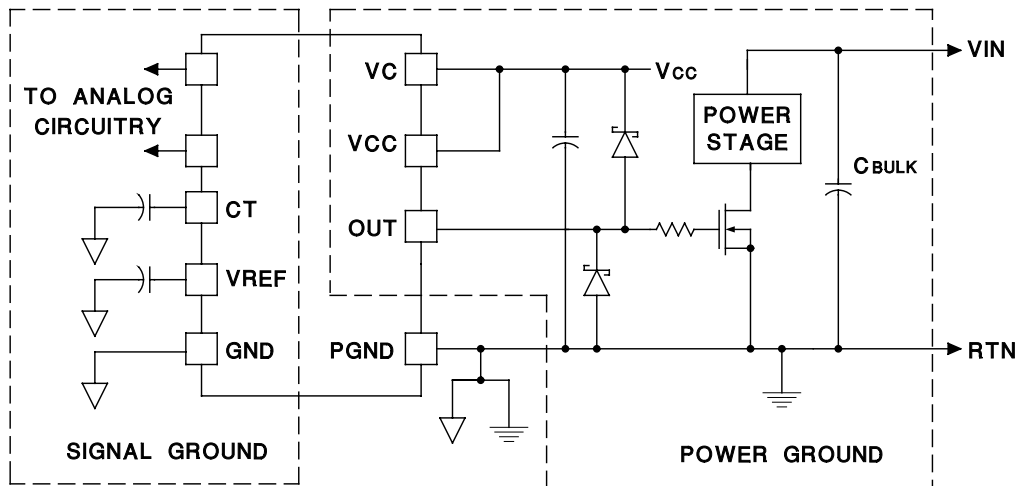 VC
VCC
VIN
TO ANALOG
CIRCUITRY
POWER
STAGE
VCC
CBULK
CT
OUT
VREF
GND
PGND
RTN
SIGNAL GROUND
POWER GROUND